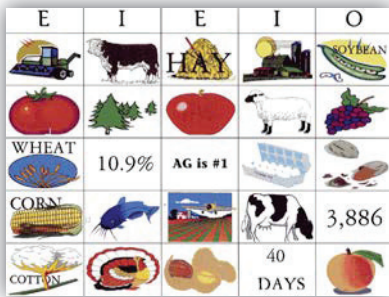 E I E I O
HAY
SOYBEAN
WHEAT
10.9%
AG is #1
CORN
3,886
COTTON
40
DAYS